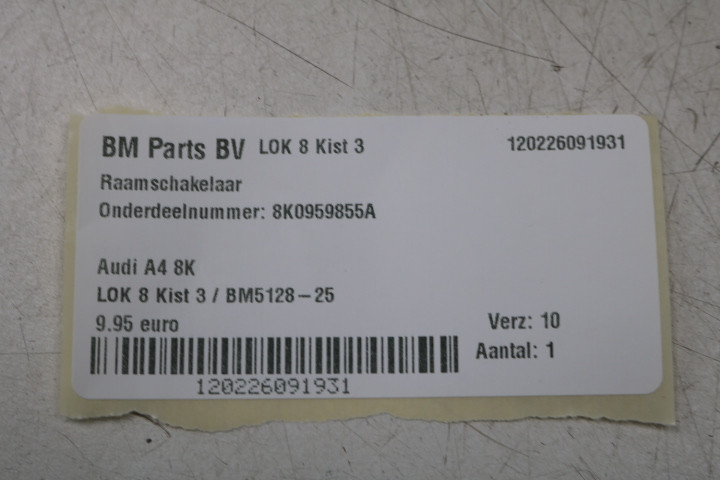 BM Parts BV LOK 8 Kist 3 120226091931
Raamschakelaar
Onderdeelnummer: 8K0959855A
Audi A4 8K
LOK 8 Kist 3 / BM5128-25
9.95 euro Verz: 10
Aantal: 1
120226091931